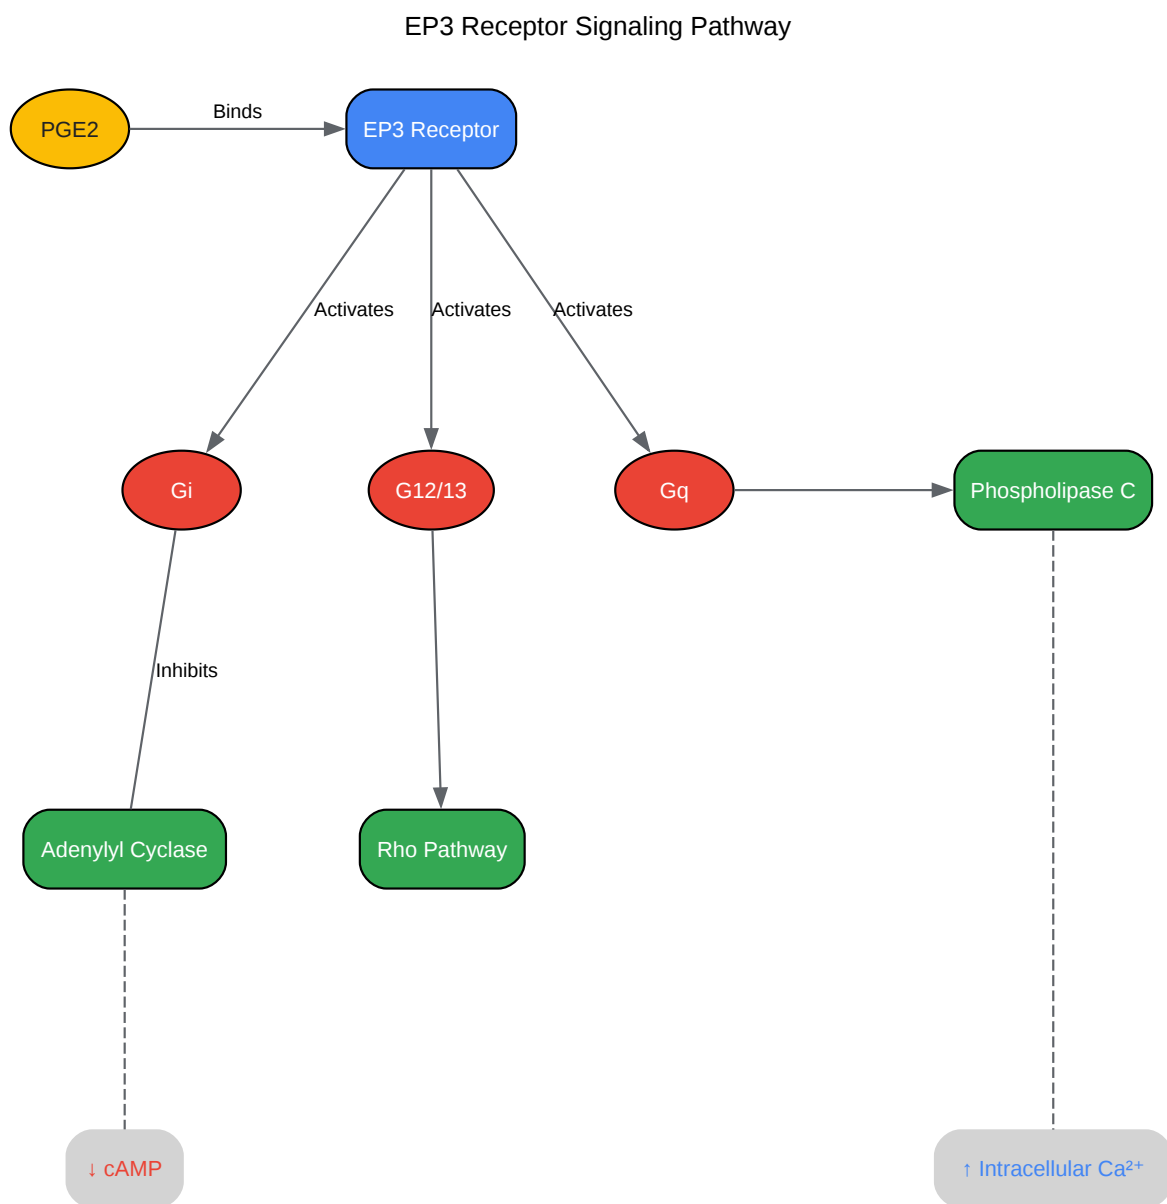 EP3 Receptor Signaling Pathway
PGE2
Binds
EP3 Receptor
Activates
Activates
Activates
Gi
G12/13
Gq
Phospholipase C
Inhibits
Adenylyl Cyclase
Rho Pathway
↓ cAMP
↑ Intracellular Ca²⁺